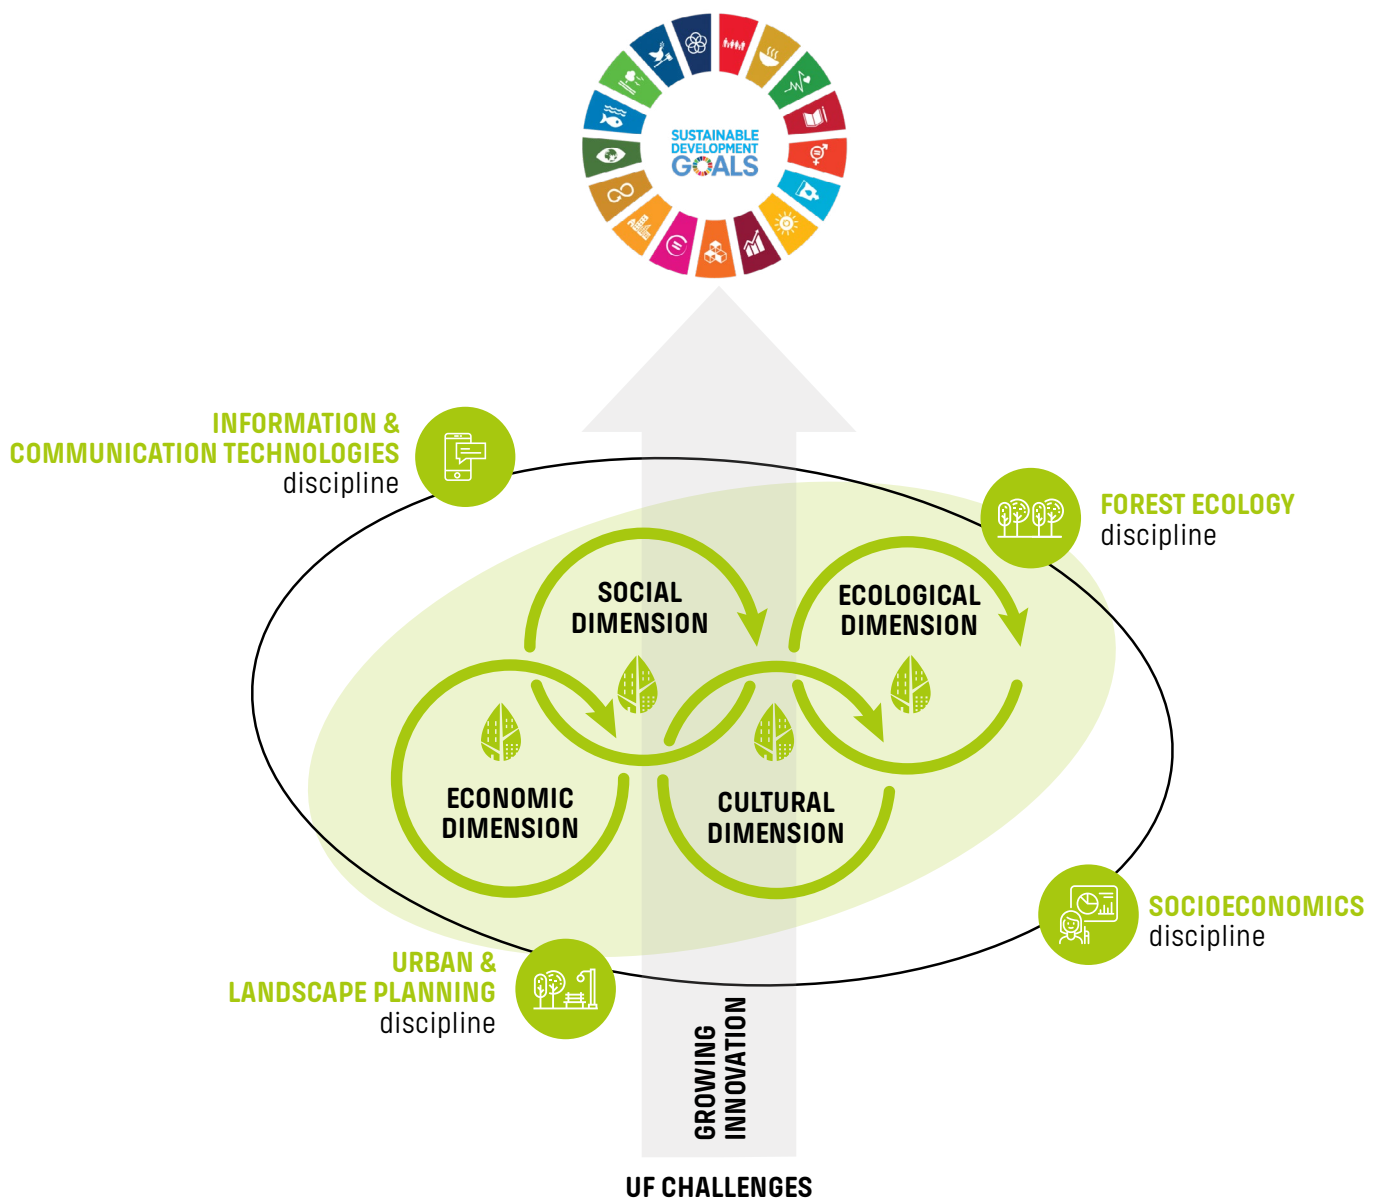 SUSTAINABLE
DEVELOPMENT
GOALS
INFORMATION &
COMMUNICATION TECHNOLOGIES
discipline
FOREST ECOLOGY
discipline
SOCIAL
DIMENSION
ECOLOGICAL
DIMENSION
ECONOMIC
DIMENSION
CULTURAL
DIMENSION
SOCIOECONOMICS
discipline
URBAN &
LANDSCAPE PLANNING
discipline
GROWING
INNOVATION
UF CHALLENGES